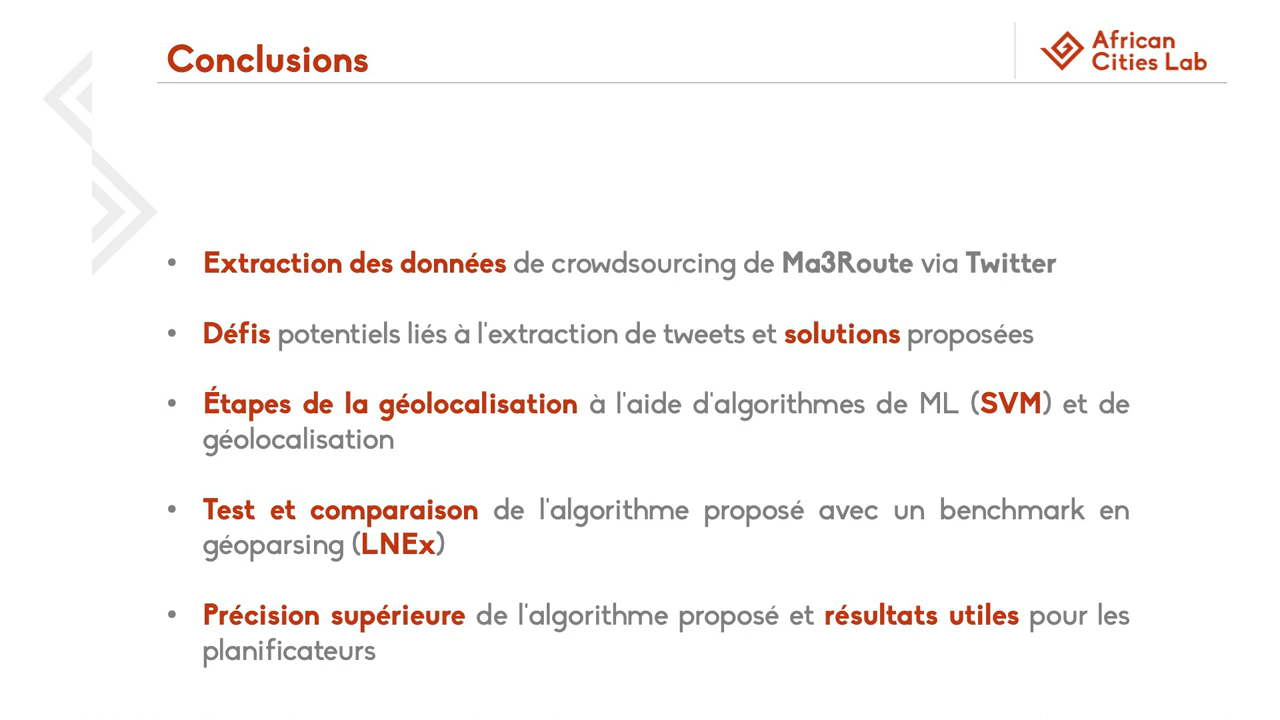 Conclusions
African
Cities Lab
• Extraction des données de crowdsourcing de Ma3Route via Twitter
• Défis potentiels liés à l'extraction de tweets et solutions proposées
• Étapes de la géolocalisation à l'aide d'algorithmes de ML (SVM) et de
géolocalisation
• Test et comparaison de l'algorithme proposé avec un benchmark en
géoparsing (LNEx)
• Précision supérieure de l'algorithme proposé et résultats utiles pour les
planificateurs